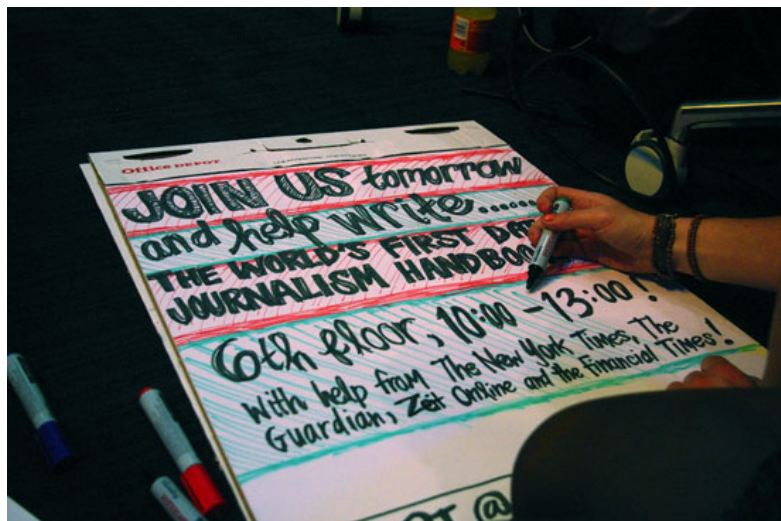 Office DEPOT
JOIN US tomorrow
and help write......
THE WORLD'S FIRST DAT
JOURNALISM HANDBOO
6th floor, 10:00 - 13:00!
With help from The New York Times, The
Guardian, Zeit Online and the Financial Times!
@